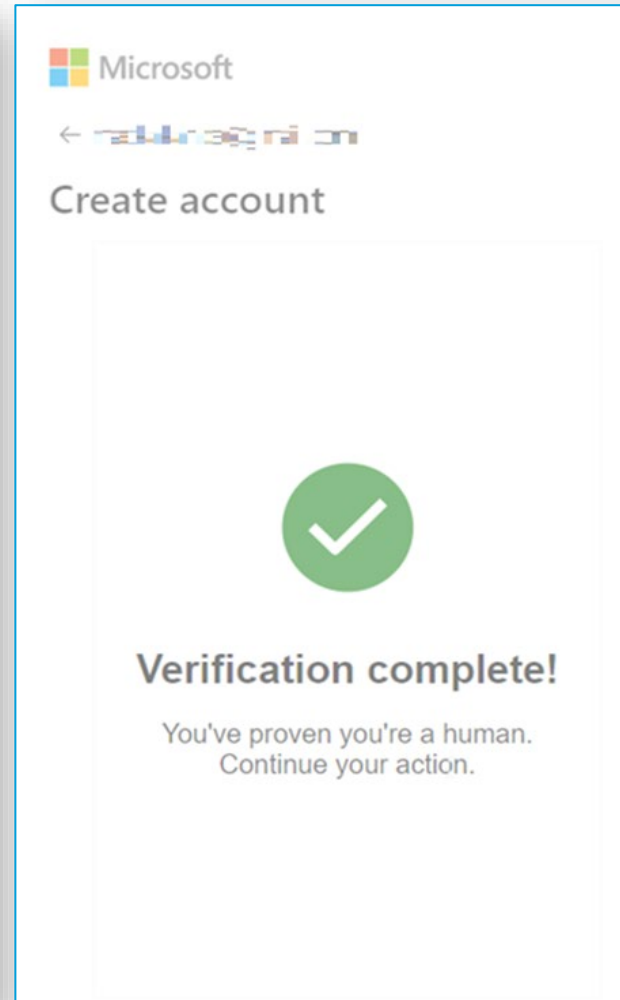 Microsoft
Create account
Verification complete!
You've proven you're a human.
Continue your action.